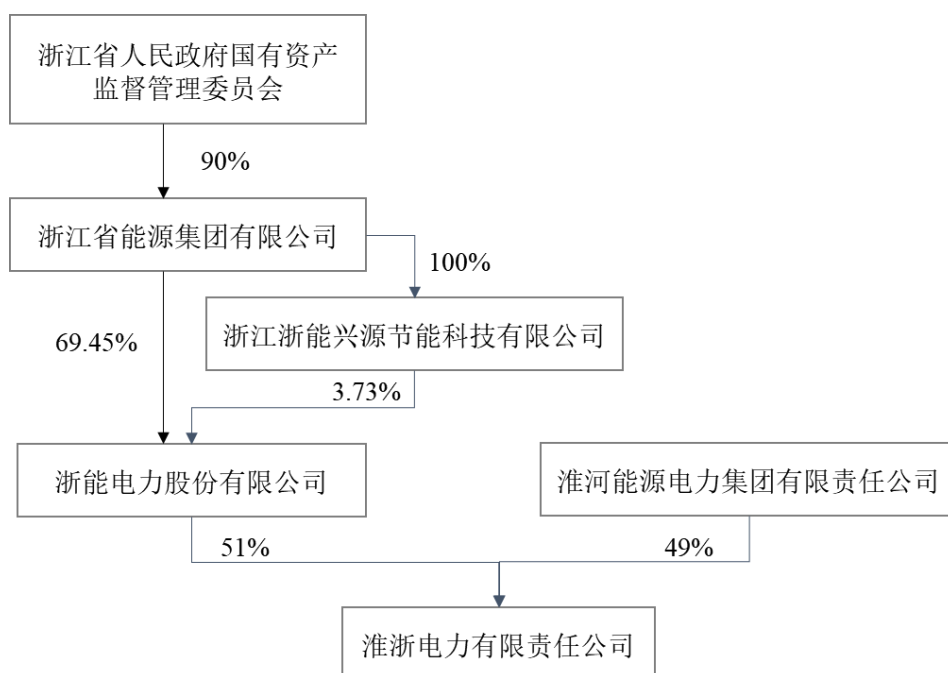 浙江省人民政府国有资产
监督管理委员会
90%
浙江省能源集团有限公司
100%
69.45%
浙江浙能兴源节能科技有限公司
3.73%
浙能电力股份有限公司
淮河能源电力集团有限责任公司
51%
49%
淮浙电力有限责任公司